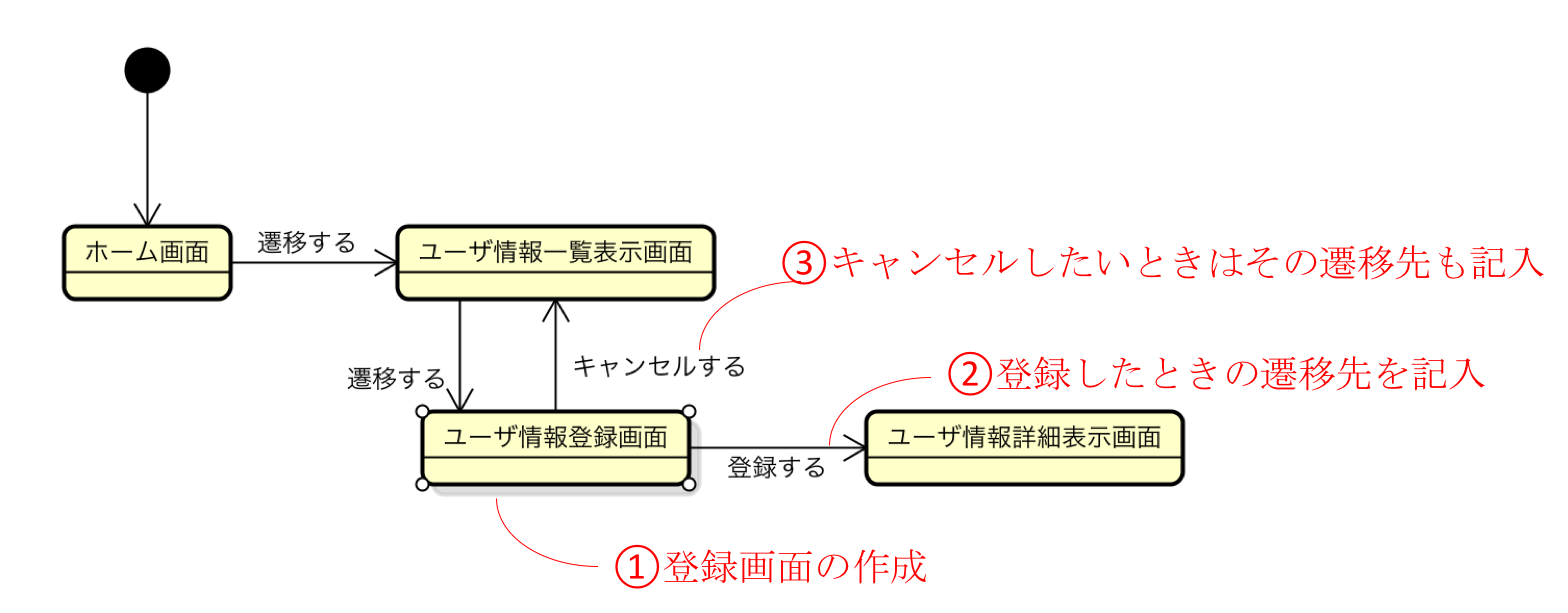 ホーム画面
遷移する
ユーザ情報一覧表示画面
③キャンセルしたいときはその遷移先も記入
遷移する
キャンセルする
②登録したときの遷移先を記入
ユーザ情報登録画面
登録する
ユーザ情報詳細表示画面
①登録画面の作成